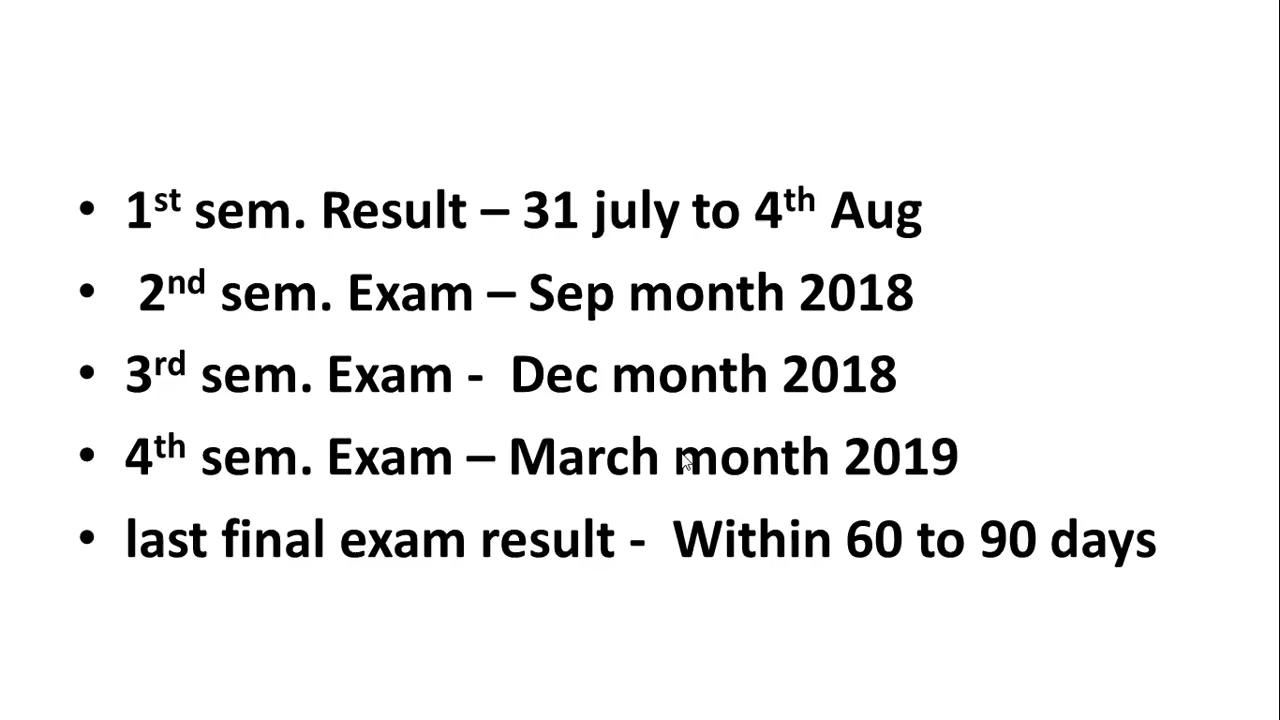 • 1st sem. Result – 31 july to 4th Aug
• 2nd sem. Exam – Sep month 2018
• 3rd sem. Exam - Dec month 2018
• 4th sem. Exam – March month 2019
• last final exam result - Within 60 to 90 days